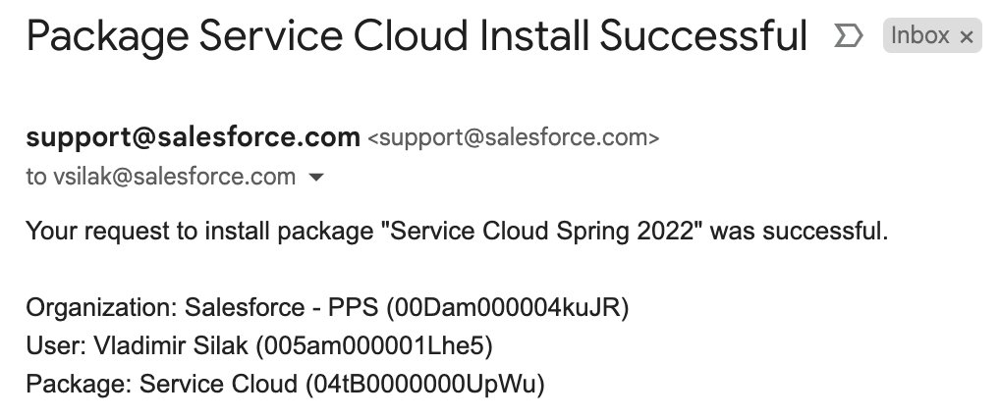 Package Service Cloud Install Successful Inbox ×
support@salesforce.com <support@salesforce.com>
to vsilak@salesforce.com
Your request to install package "Service Cloud Spring 2022" was successful.
Organization: Salesforce - PPS (00Dam000004kuJR)
User: Vladimir Silak (005am000001Lhe5)
Package: Service Cloud (04tB0000000UpWu)